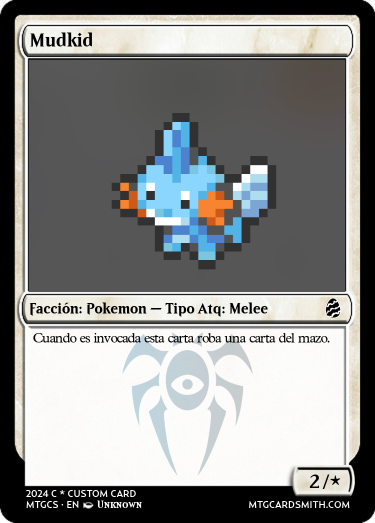 Mudkid
Facción: Pokemon — Tipo Atq: Melee
Cuando es invocada esta carta roba una carta del mazo.
2/★
2024 C * CUSTOM CARD
MTGCS · EN Unknown
MTGCARDSMITH.COM